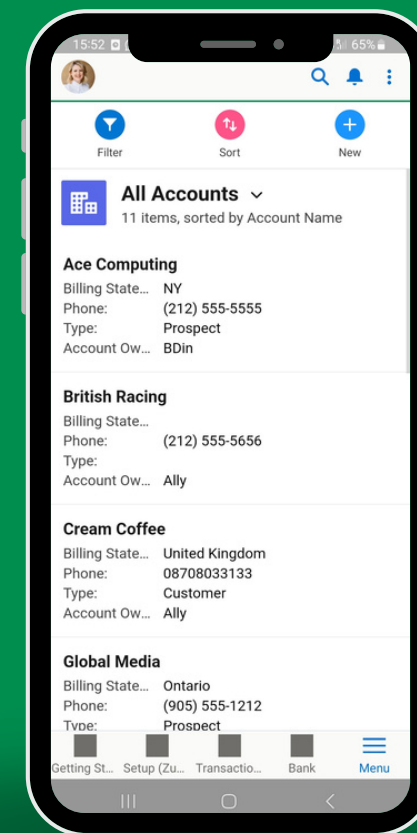 15:52
65%
Filter Sort New
All Accounts
11 items, sorted by Account Name
Ace Computing
Billing State... NY
Phone: (212) 555-5555
Type: Prospect
Account Ow... BDin
British Racing
Billing State...
Phone: (212) 555-5656
Type:
Account Ow... Ally
Cream Coffee
Billing State... United Kingdom
Phone: 08708033133
Type: Customer
Account Ow... Ally
Global Media
Billing State... Ontario
Phone: (905) 555-1212
Type: Prospect
Getting St... Setup (Zu... Transactio... Bank Menu